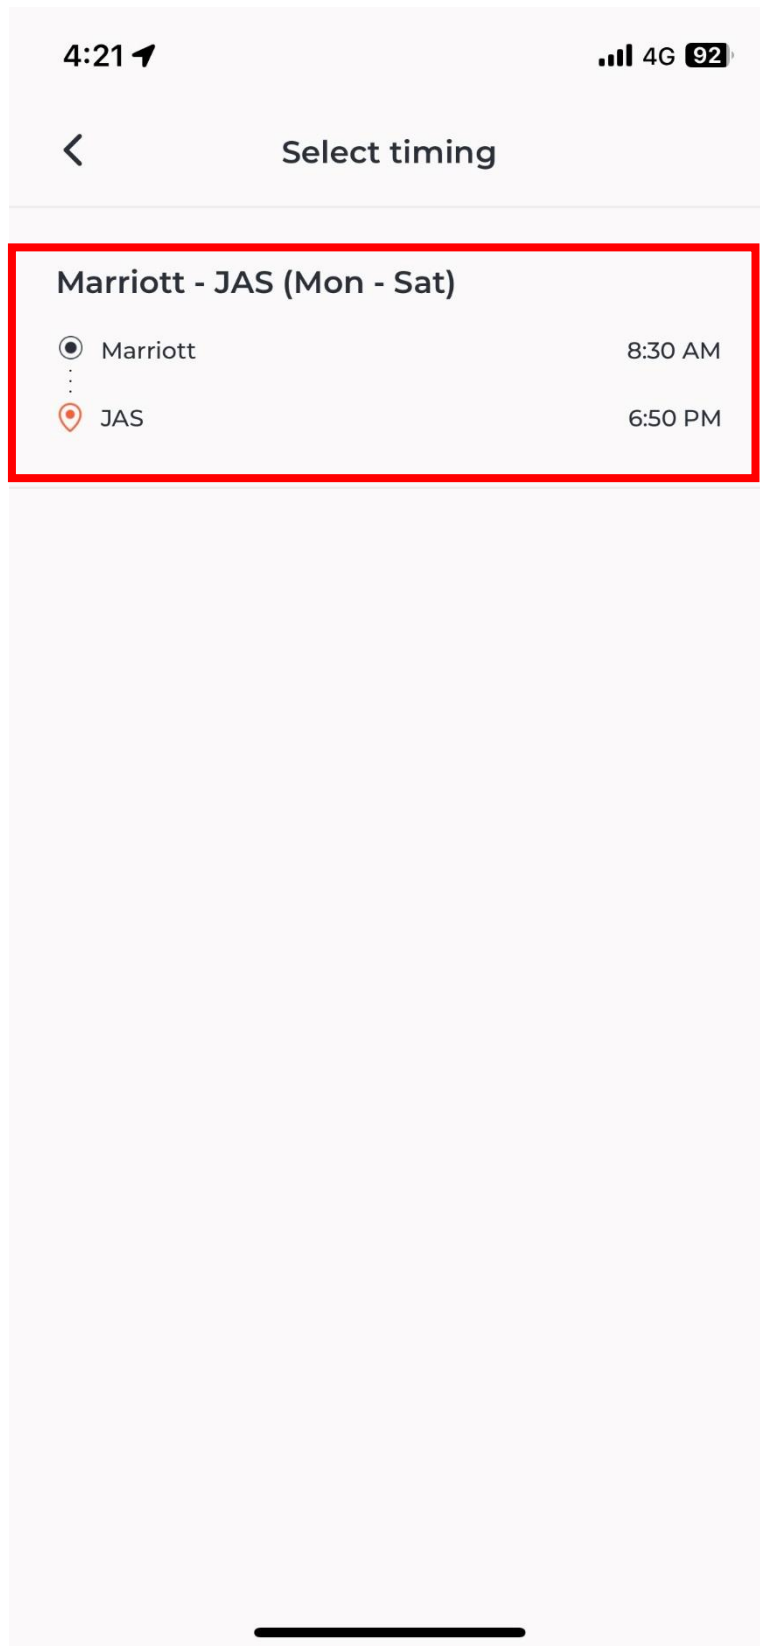 4:21 4G 92
Select timing
Marriott - JAS (Mon - Sat)
Marriott 8:30 AM
JAS 6:50 PM